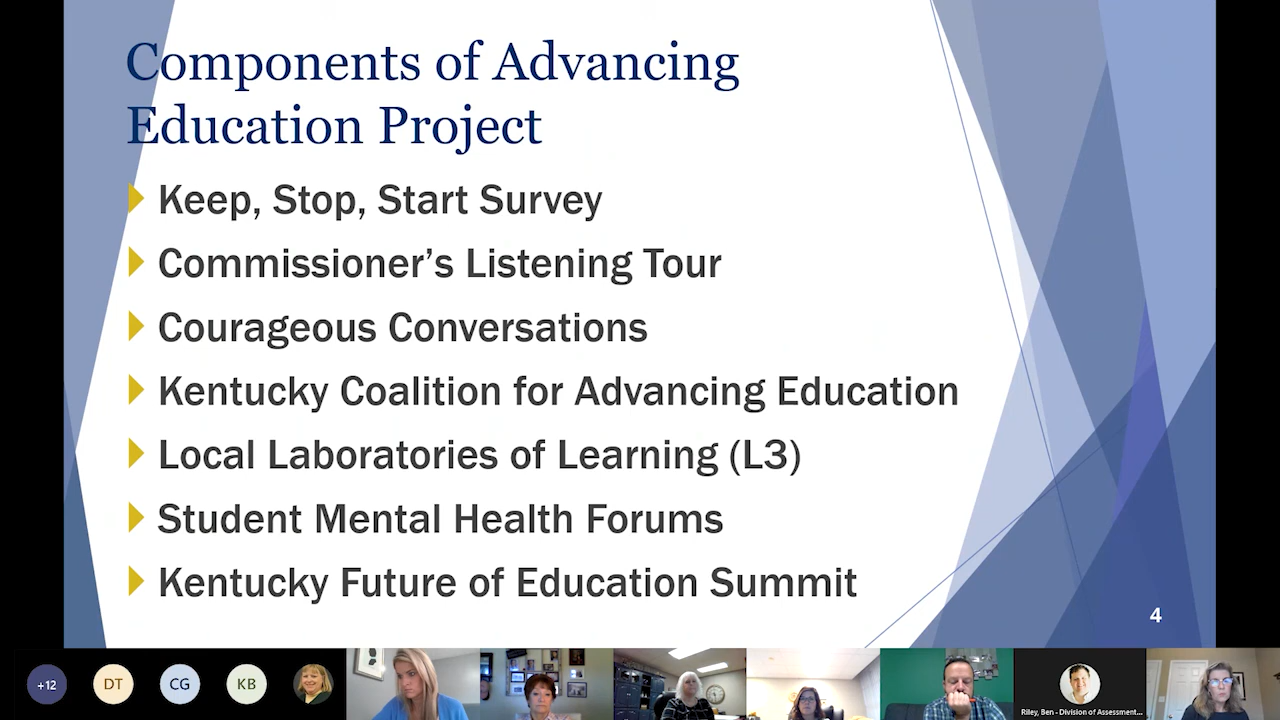 Components of Advancing
Education Project
Keep, Stop, Start Survey
Commissioner’s Listening Tour
Courageous Conversations
Kentucky Coalition for Advancing Education
Local Laboratories of Learning (L3)
Student Mental Health Forums
Kentucky Future of Education Summit
4
+12
DT
CG
KB
Riley, Ben - Division of Assessment...